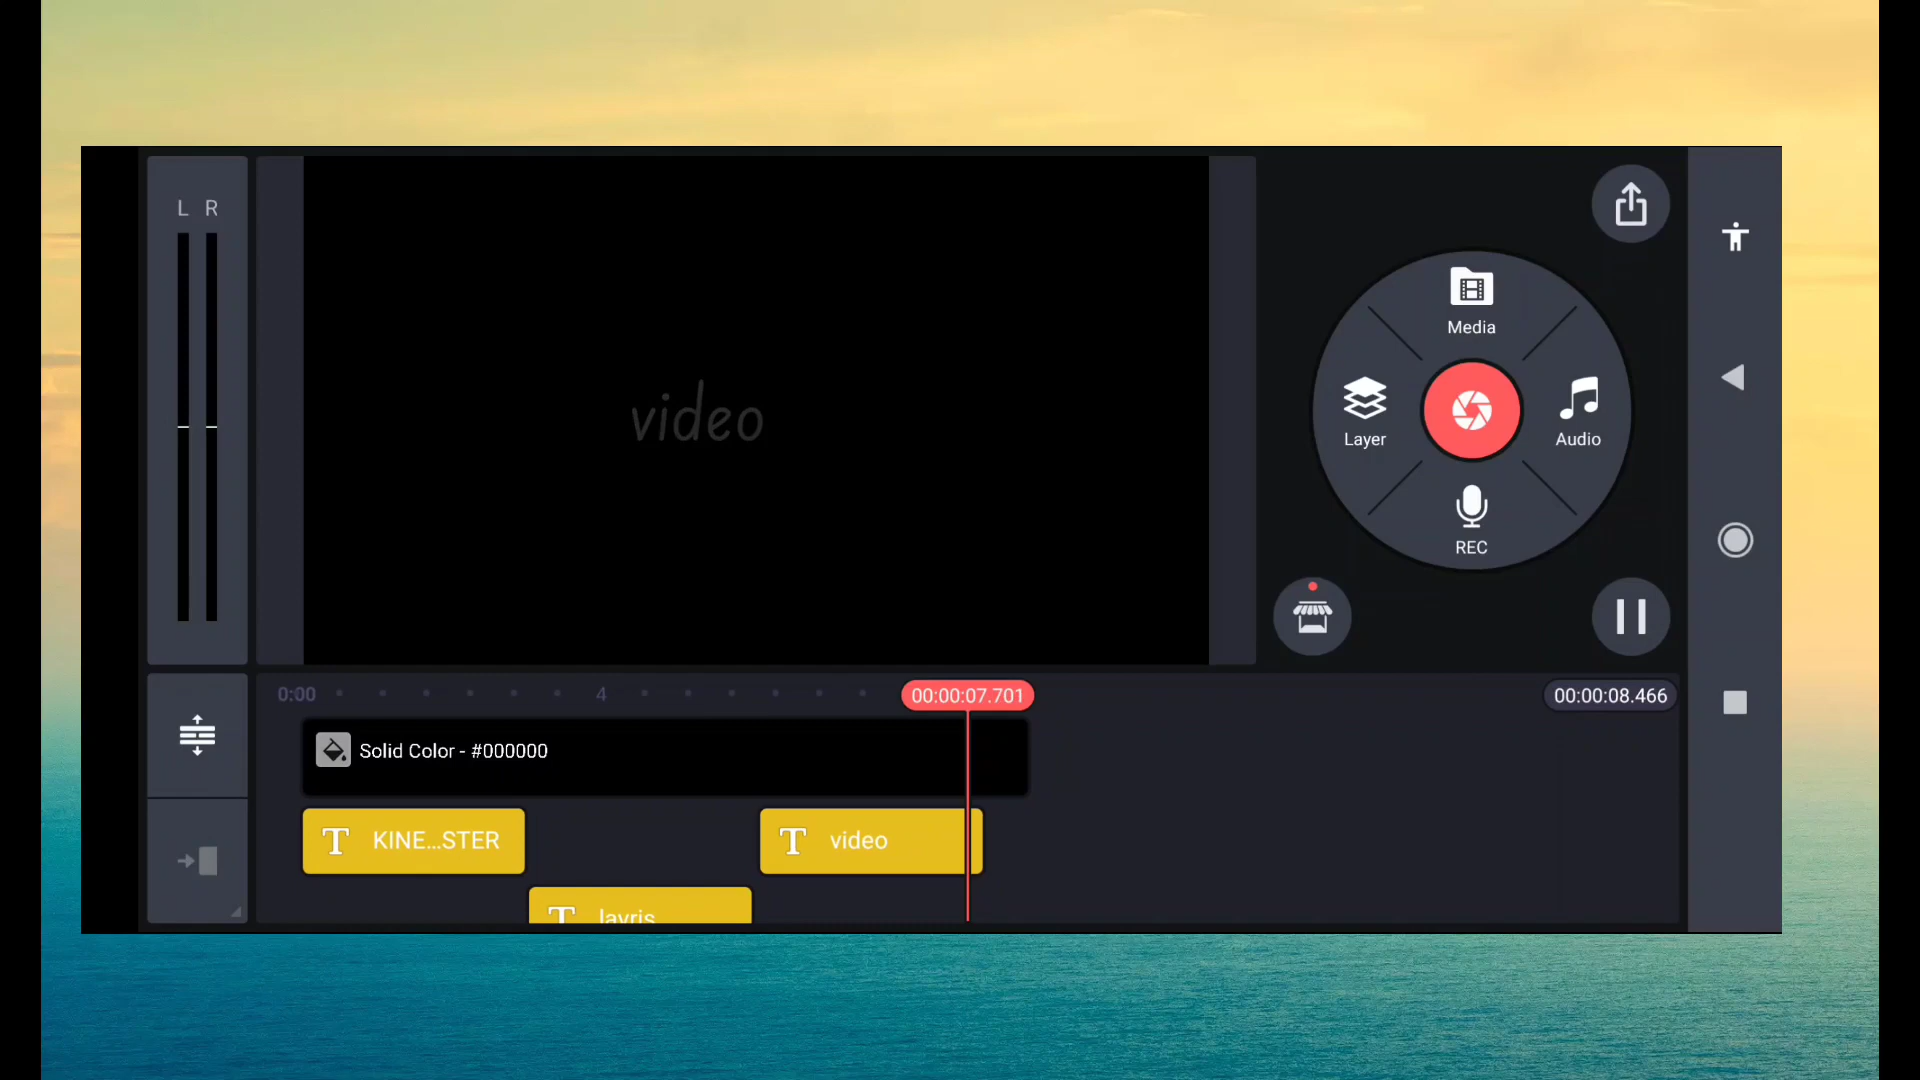 L R
video
Media
Layer
Audio
REC
0:00
4
00:00:07.701
00:00:08.466
Solid Color - #000000
T KINE...STER
T video
T lavris